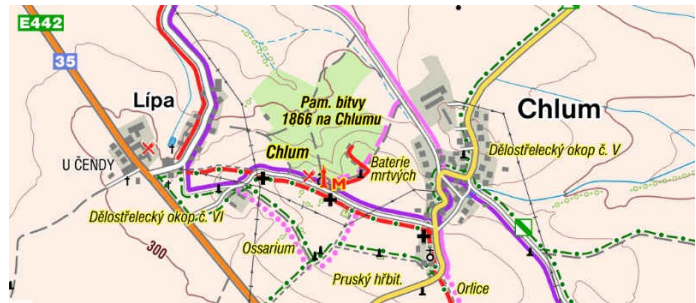 E442
35
Lípa
Pam. bitvy
1866 na Chlumu
Chlum
Chlum
Baterie
mrtvých
Dělostřelecký okop č. V
U ČENDY
M
Dělostřelecký okop č. VI
300
Ossarium
Pruský hřbit.
Orlice